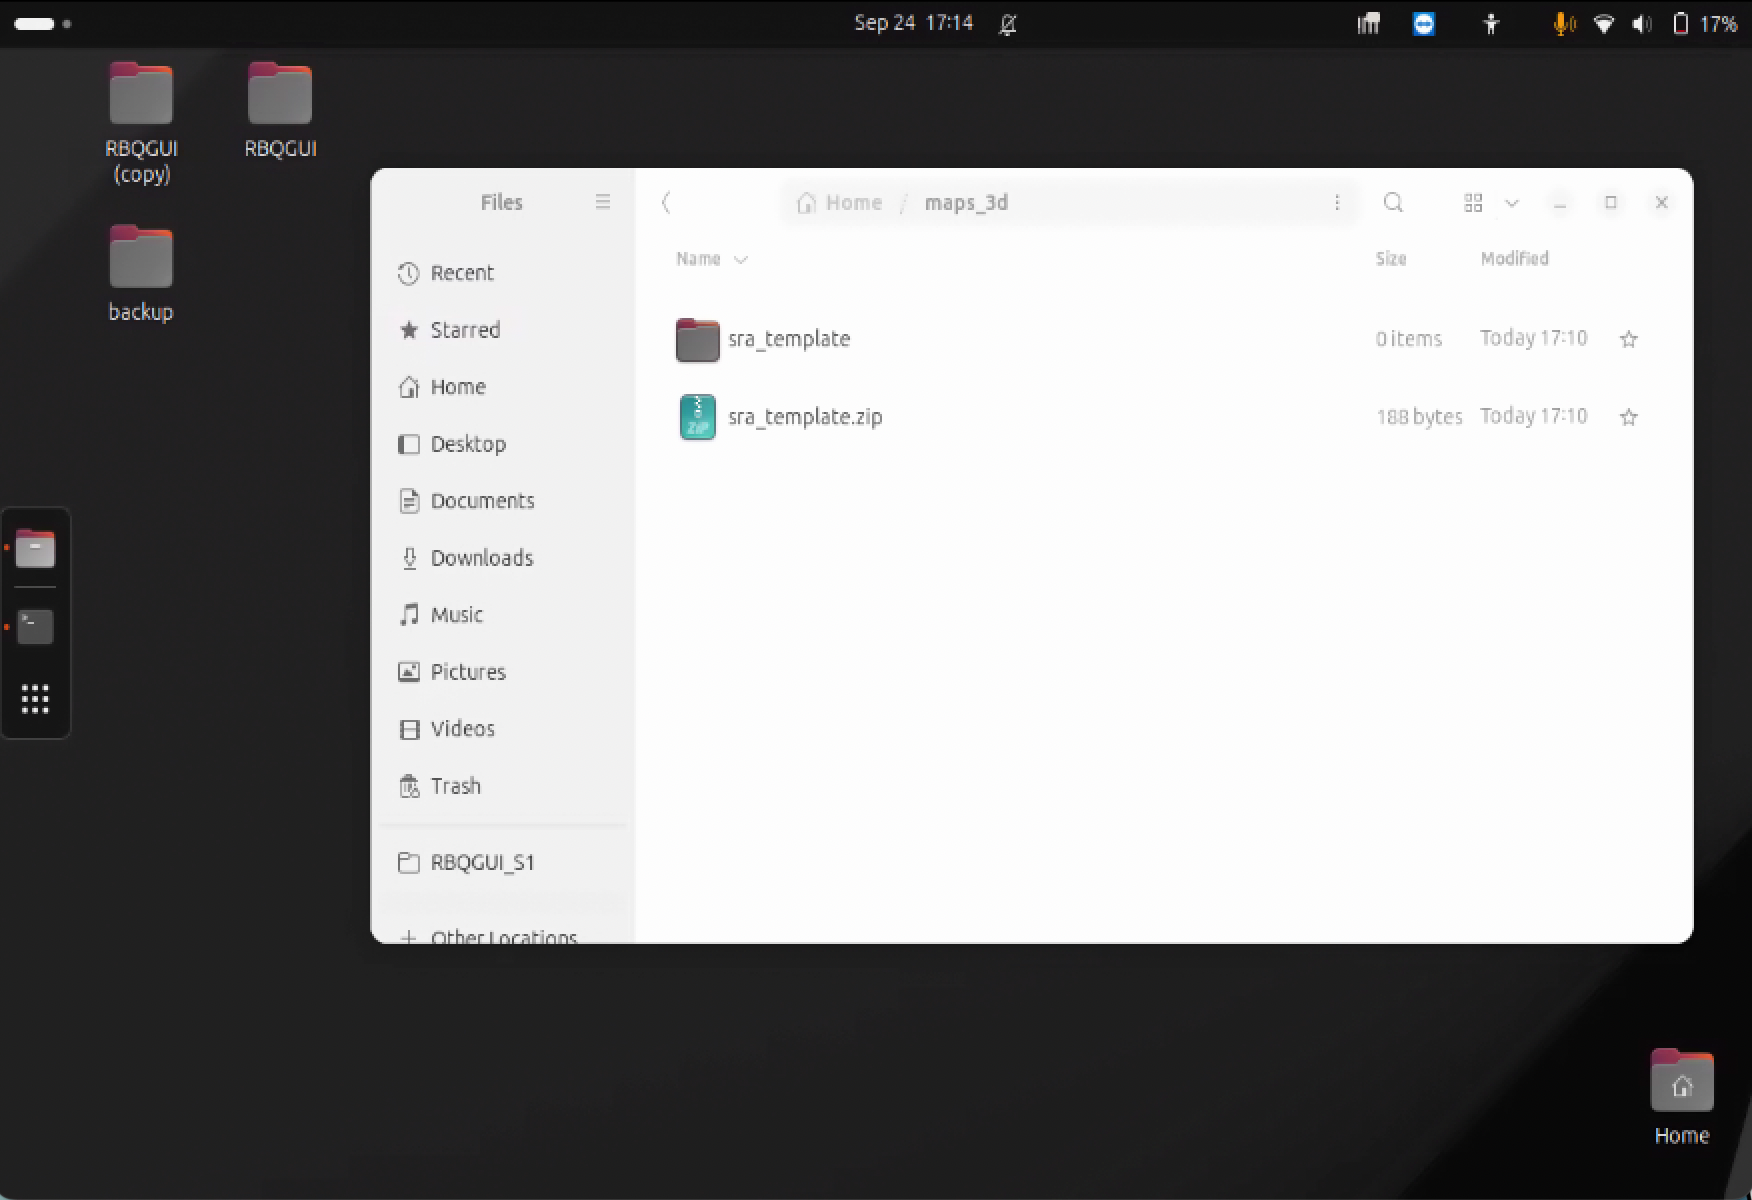 Sep 24 17:14
17%
RBQGUI
(copy)
RBQGUI
backup
Files
Home / maps_3d
Recent
Starred
Home
Desktop
Documents
Downloads
Music
Pictures
Videos
Trash
RBQGUI_S1
Other Locations
Name
Size
Modified
sra_template
0 items
Today 17:10
ZIP
sra_template.zip
188 bytes
Today 17:10
Home